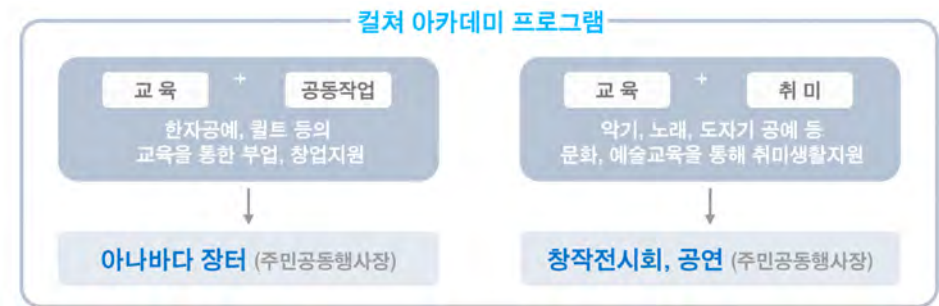 컬쳐 아카데미 프로그램
교 육 + 공동작업
한자공예, 퀼트 등의
교육을 통한 부업, 창업지원
아나바다 장터 (주민공동행사장)
교 육 + 취 미
악기, 노래, 도자기 공예 등
문화, 예술교육을 통해 취미생활지원
창작전시회, 공연 (주민공동행사장)